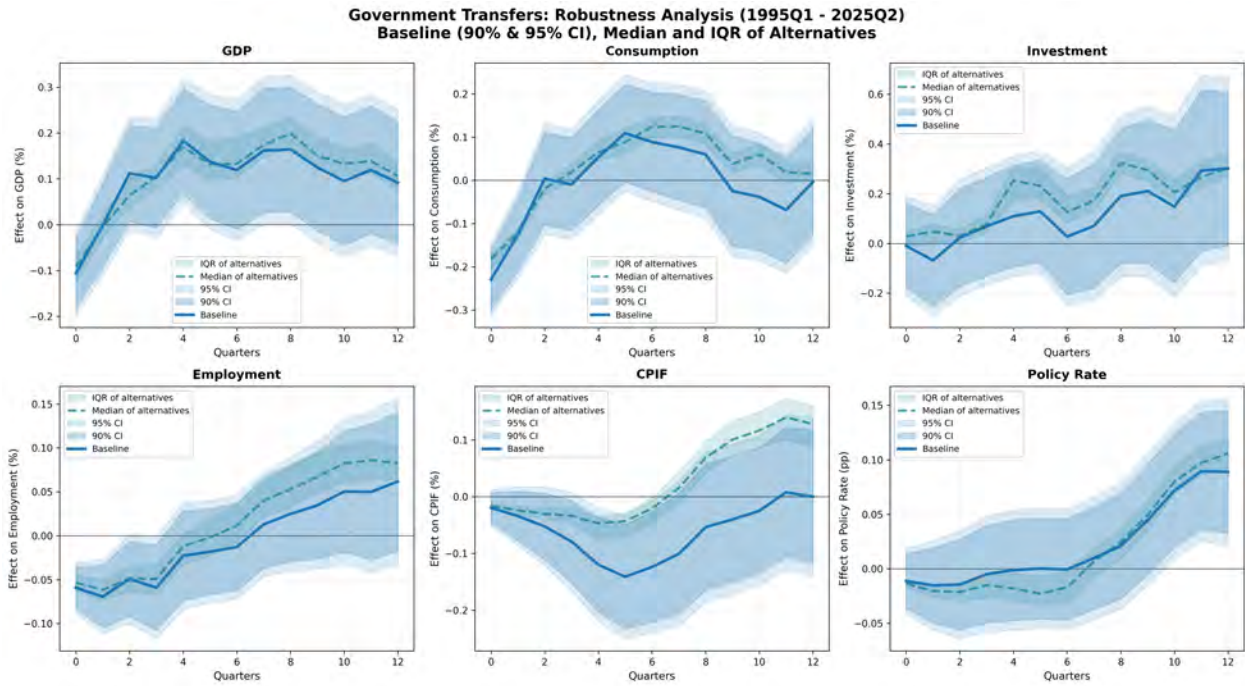 Government Transfers: Robustness Analysis (1995Q1 - 2025Q2)
Baseline (90% & 95% CI), Median and IQR of Alternatives
GDP
Effect on GDP (%)
0.3
0.2
0.1
0.0
−0.1
−0.2
IQR of alternatives
Median of alternatives
95% CI
90% CI
Baseline
0 2 4 6 8 10 12
Quarters
Consumption
Effect on Consumption (%)
0.2
0.1
0.0
−0.1
−0.2
−0.3
IQR of alternatives
Median of alternatives
95% CI
90% CI
Baseline
0 2 4 6 8 10 12
Quarters
Investment
Effect on Investment (%)
0.6
0.4
0.2
0.0
−0.2
IQR of alternatives
Median of alternatives
95% CI
90% CI
Baseline
0 2 4 6 8 10 12
Quarters
Employment
Effect on Employment (%)
0.15
0.10
0.05
0.00
−0.05
−0.10
IQR of alternatives
Median of alternatives
95% CI
90% CI
Baseline
0 2 4 6 8 10 12
Quarters
CPIF
Effect on CPIF (%)
0.1
0.0
−0.1
−0.2
IQR of alternatives
Median of alternatives
95% CI
90% CI
Baseline
0 2 4 6 8 10 12
Quarters
Policy Rate
Effect on Policy Rate (pp)
0.15
0.10
0.05
0.00
−0.05
IQR of alternatives
Median of alternatives
95% CI
90% CI
Baseline
0 2 4 6 8 10 12
Quarters